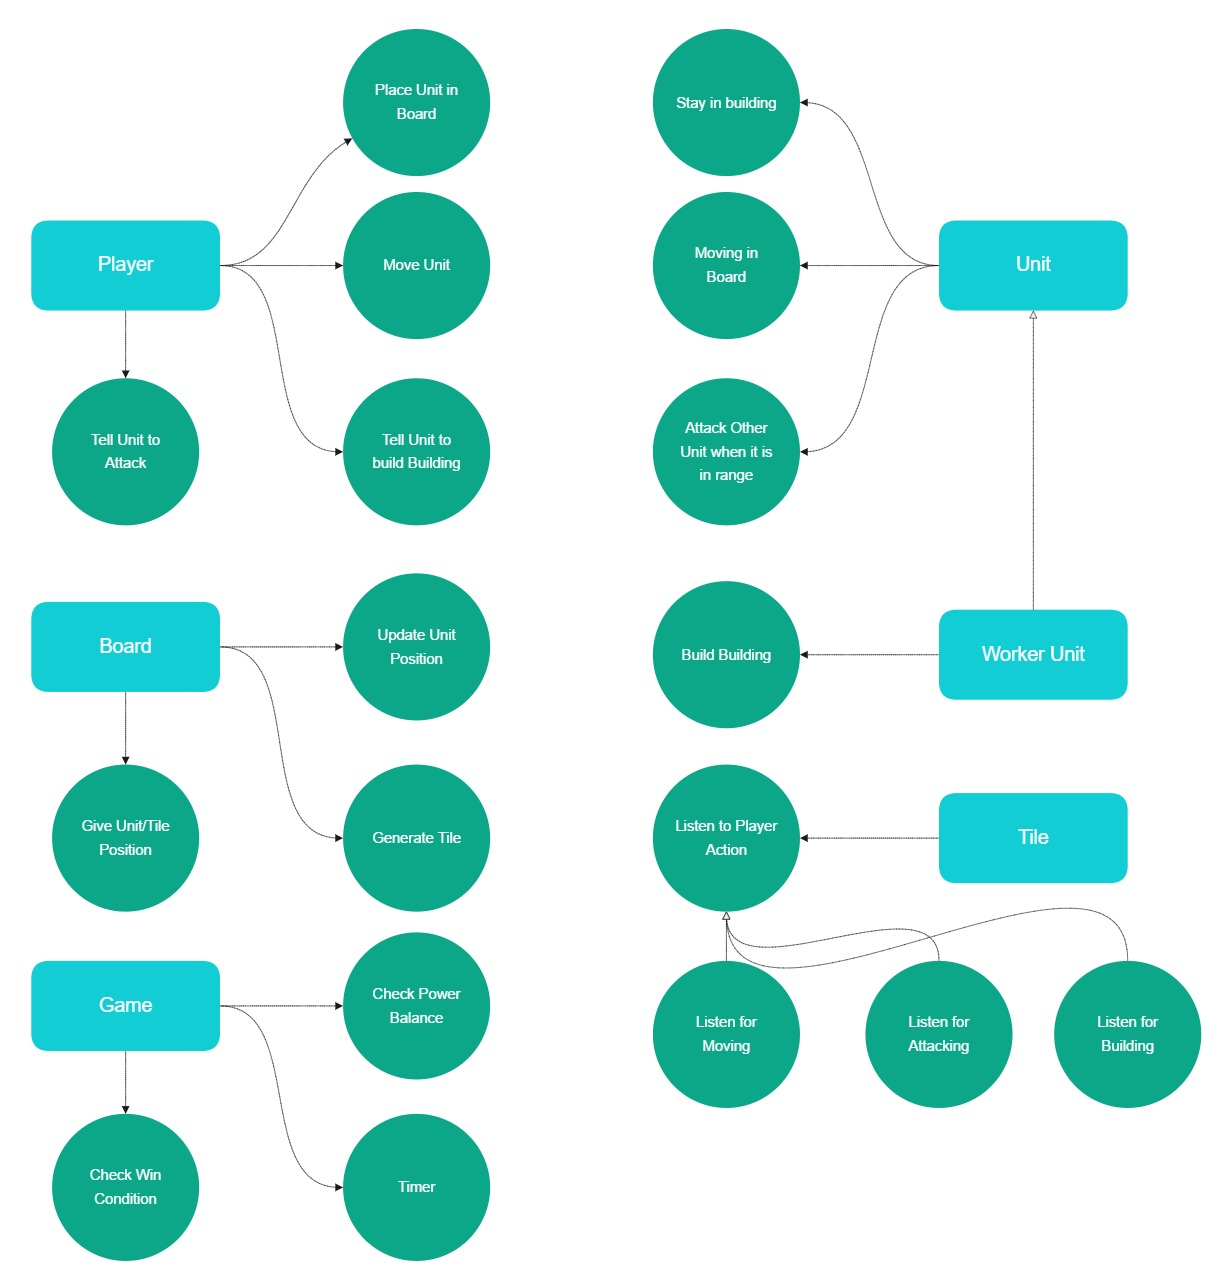 Place Unit in
Board
Stay in building
Player
Move Unit
Moving in
Board
Unit
Tell Unit to
Attack
Tell Unit to
build Building
Attack Other
Unit when it is
in range
Board
Update Unit
Position
Build Building
Worker Unit
Give Unit/Tile
Position
Generate Tile
Listen to Player
Action
Tile
Game
Check Power
Balance
Listen for
Moving
Listen for
Attacking
Listen for
Building
Check Win
Condition
Timer